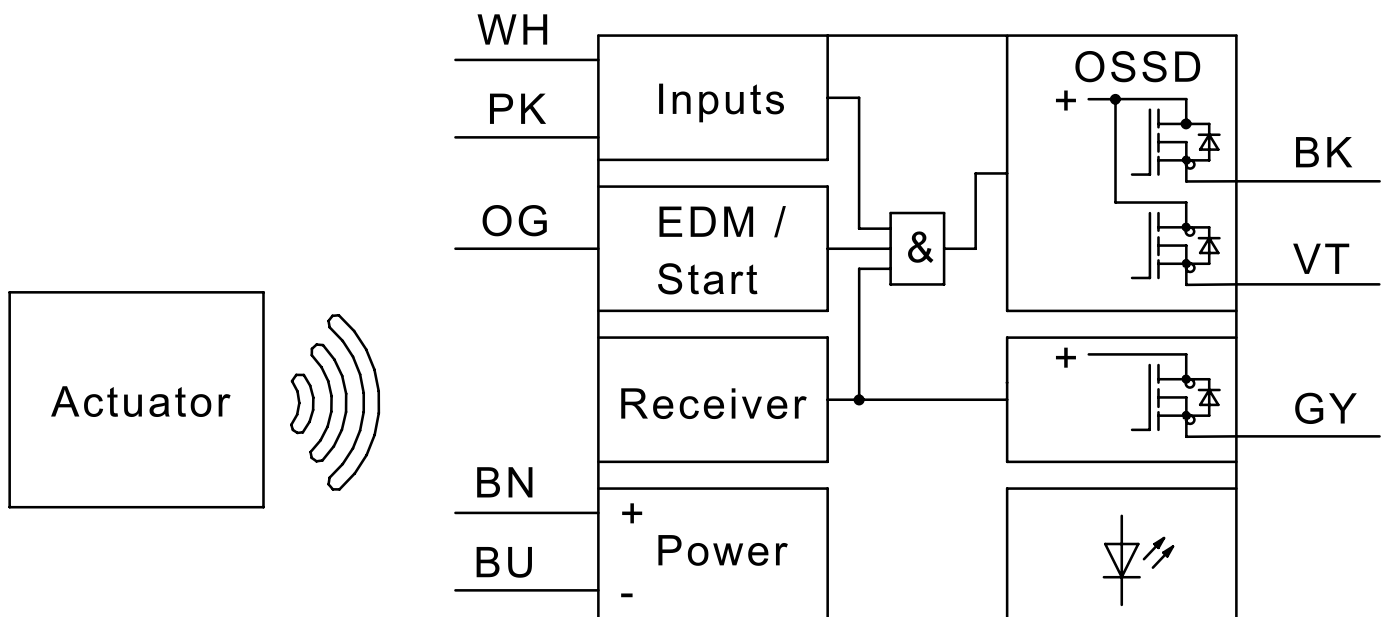 WH
PK
OG
Inputs
EDM /
Start
&
OSSD
+
BK
VT
Actuator
Receiver
+
GY
BN
BU
+
Power
-